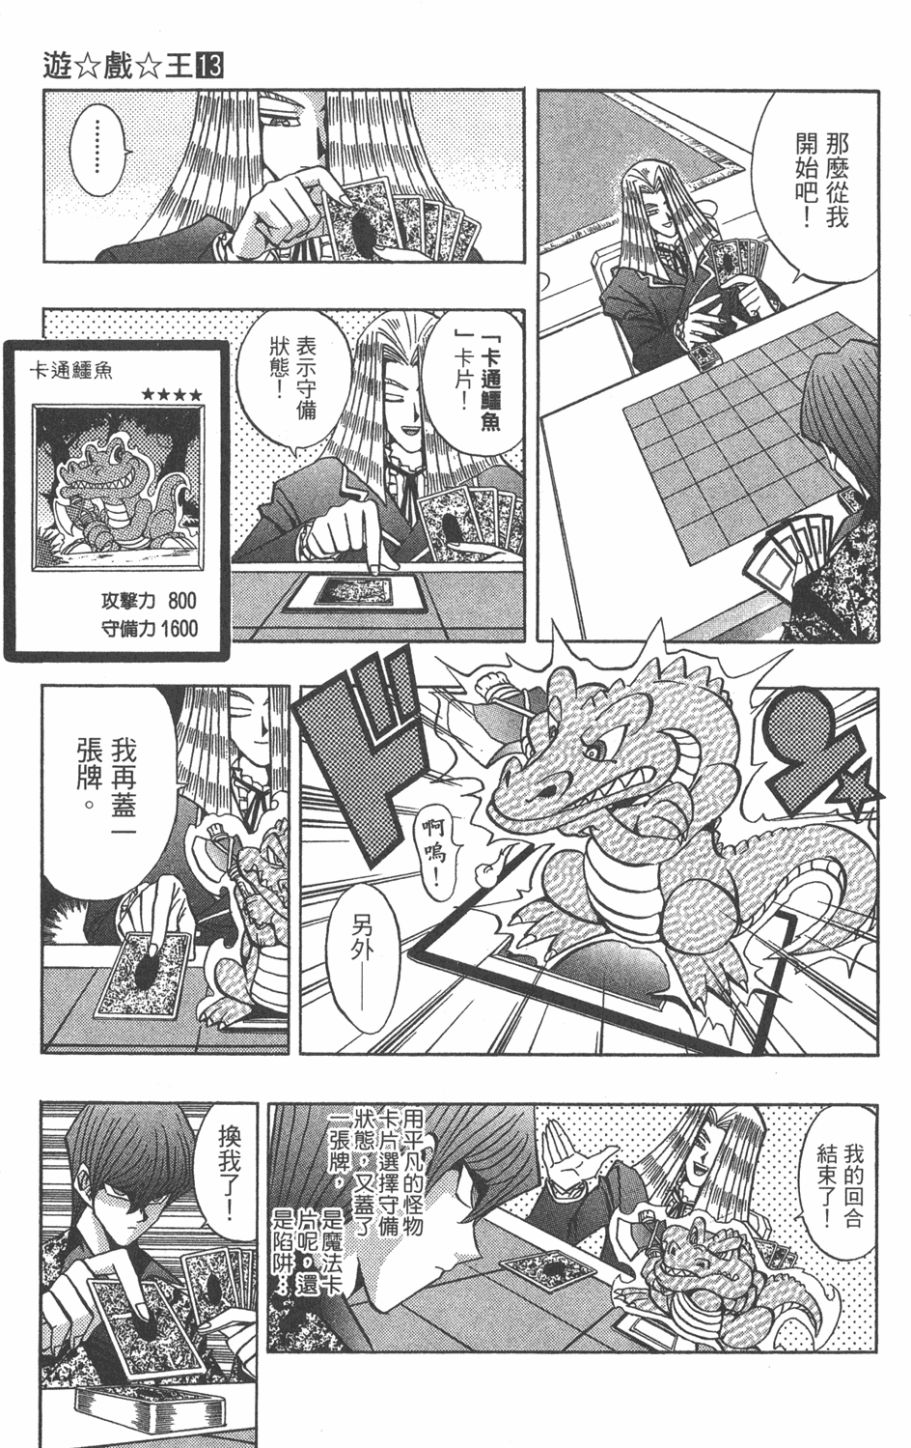 遊☆戲☆王13
那麼從我
開始吧！
………
「卡通鱷魚
」卡片！
表示守備
狀態！
卡通鱷魚
★★★★
攻擊力 800
守備力 1600
ド
啊嗚！
另外──
我再蓋一
張牌。
我的回合
結束了！
用平凡的怪物
卡片選擇守備
狀態，又蓋了
一張牌，
是魔法卡
片呢，還
是陷阱…
換我了！